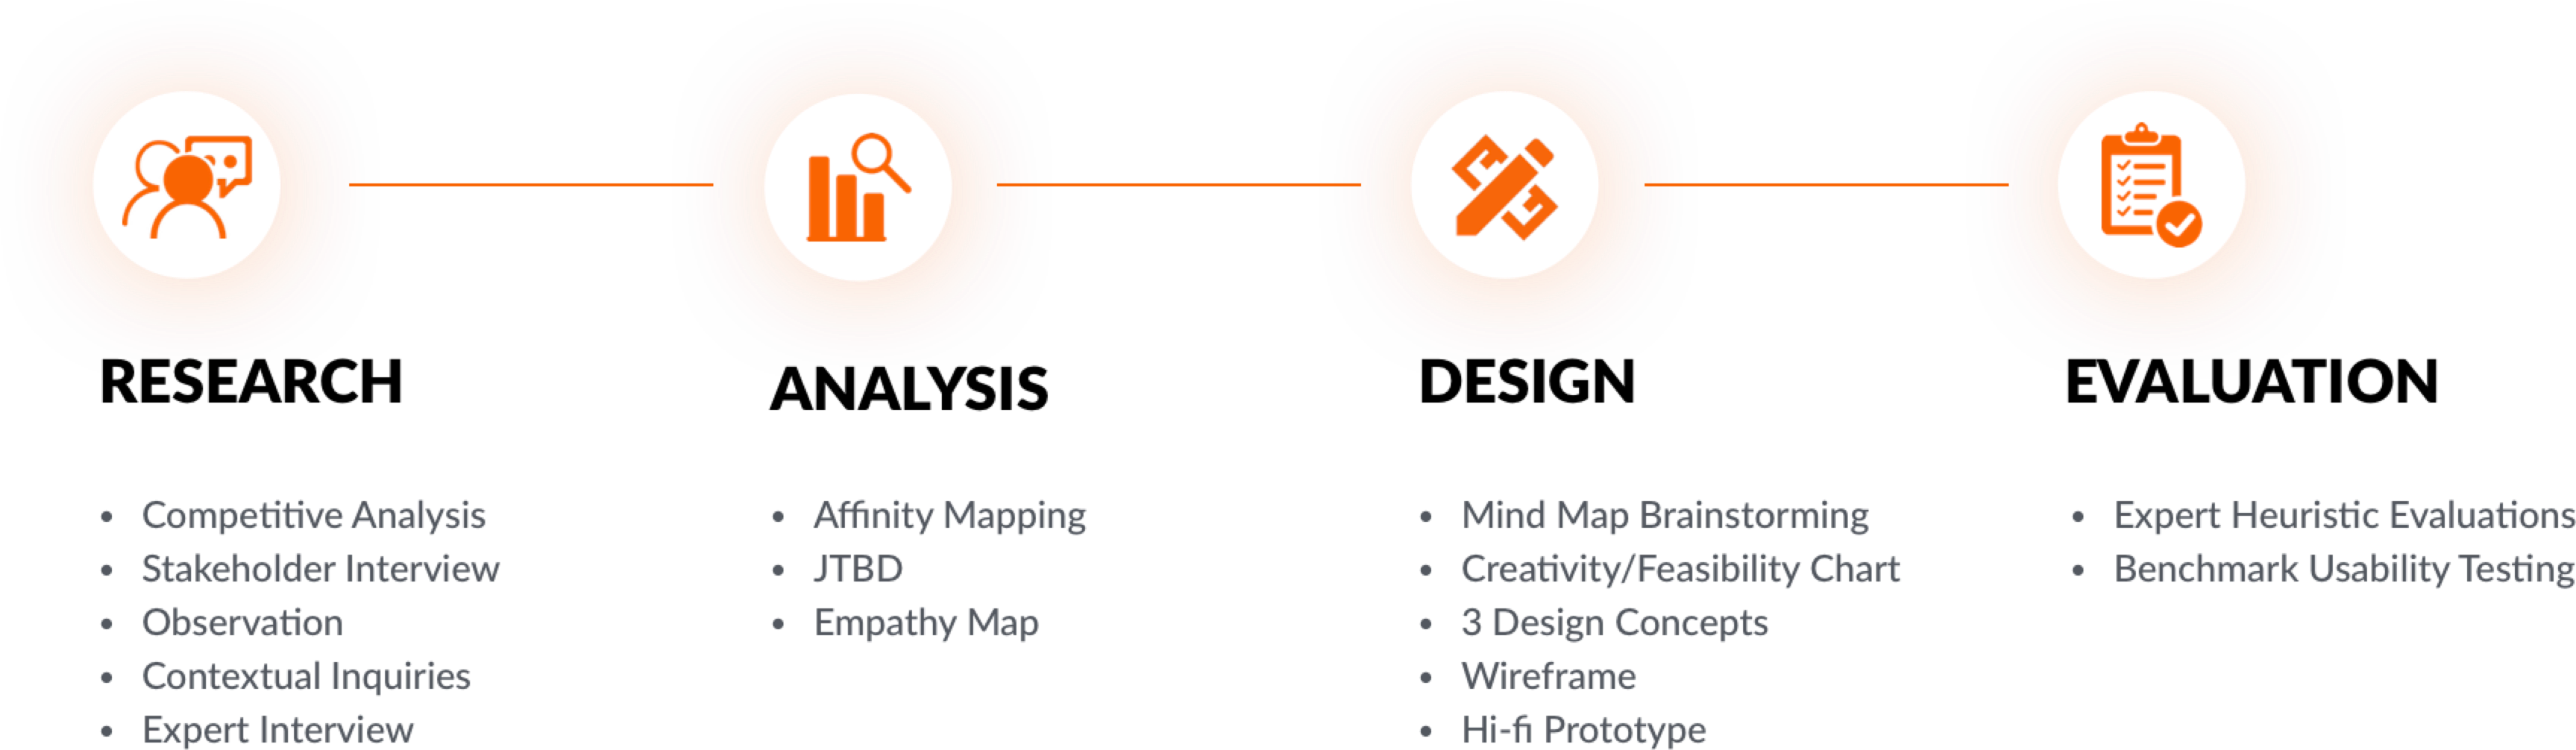 RESEARCH
• Competitive Analysis
• Stakeholder Interview
• Observation
• Contextual Inquiries
• Expert Interview
ANALYSIS
• Affinity Mapping
• JTBD
• Empathy Map
DESIGN
• Mind Map Brainstorming
• Creativity/Feasibility Chart
• 3 Design Concepts
• Wireframe
• Hi-fi Prototype
EVALUATION
• Expert Heuristic Evaluations
• Benchmark Usability Testing